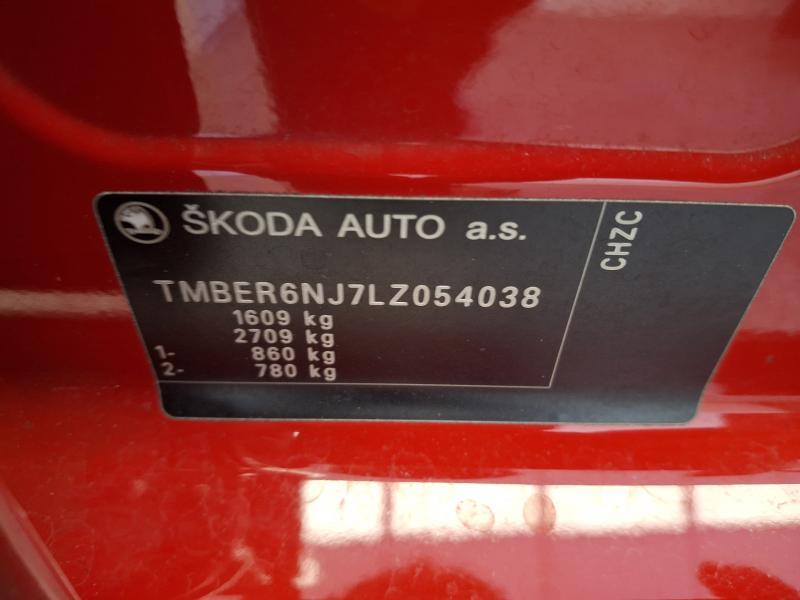 ŠKODA AUTO a.s.
TMBER6NJ7LZ054038
1609 kg
2709 kg
1- 860 kg
2- 780 kg
CHZC